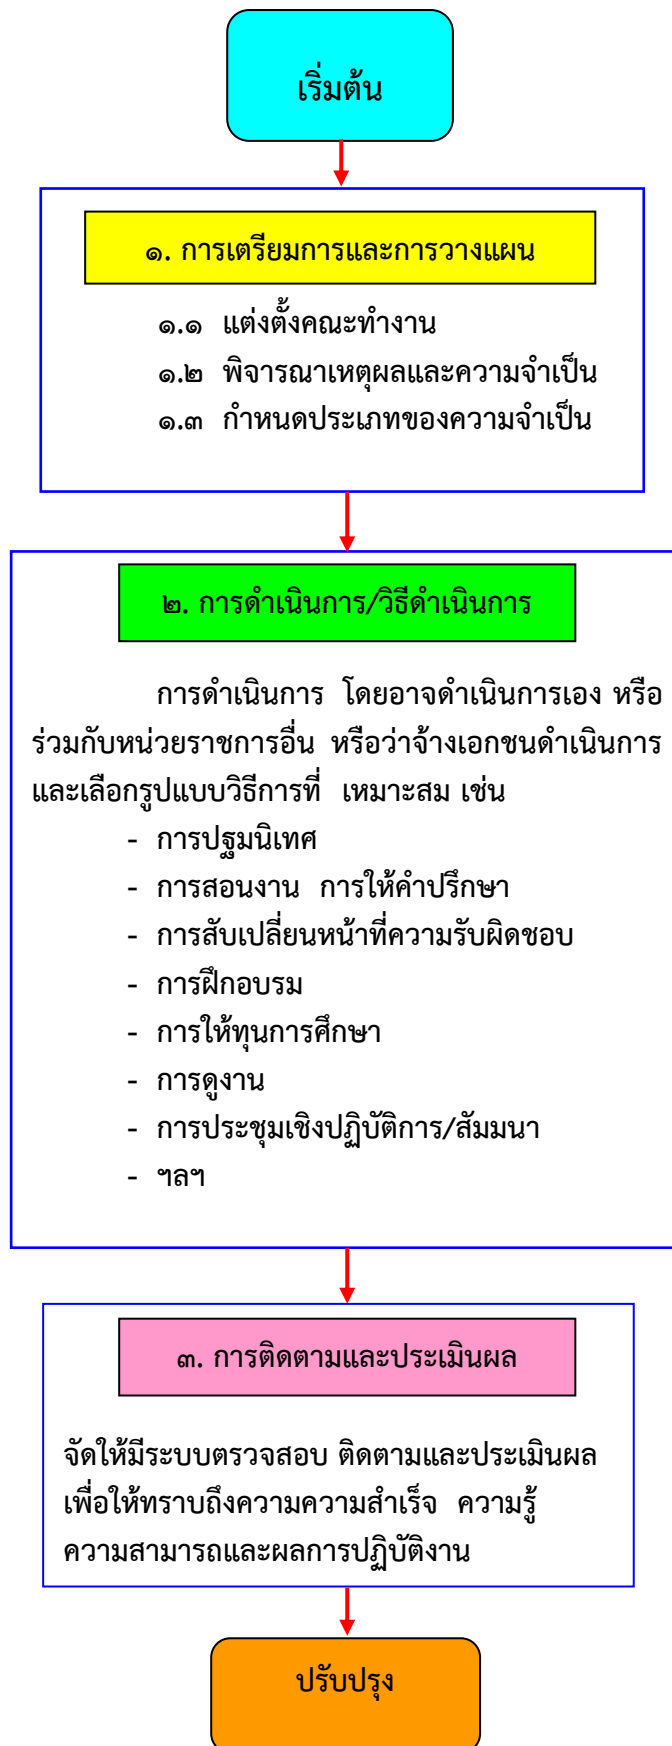 เริ่มต้น
๑. การเตรียมการและการวางแผน
๑.๑ แต่งตั้งคณะทำงาน
๑.๒ พิจารณาเหตุผลและความจำเป็น
๑.๓ กำหนดประเภทของความจำเป็น
๒. การดำเนินการ/วิธีดำเนินการ
การดำเนินการ โดยอาจดำเนินการเอง หรือ
ร่วมกับหน่วยราชการอื่น หรือว่าจ้างเอกชนดำเนินการ
และเลือกรูปแบบวิธีการที่ เหมาะสม เช่น
- การปฐมนิเทศ
- การสอนงาน การให้คำปรึกษา
- การสับเปลี่ยนหน้าที่ความรับผิดชอบ
- การฝึกอบรม
- การให้ทุนการศึกษา
- การดูงาน
- การประชุมเชิงปฏิบัติการ/สัมมนา
- ฯลฯ
๓. การติดตามและประเมินผล
จัดให้มีระบบตรวจสอบ ติดตามและประเมินผล
เพื่อให้ทราบถึงความความสำเร็จ ความรู้
ความสามารถและผลการปฏิบัติงาน
ปรับปรุง